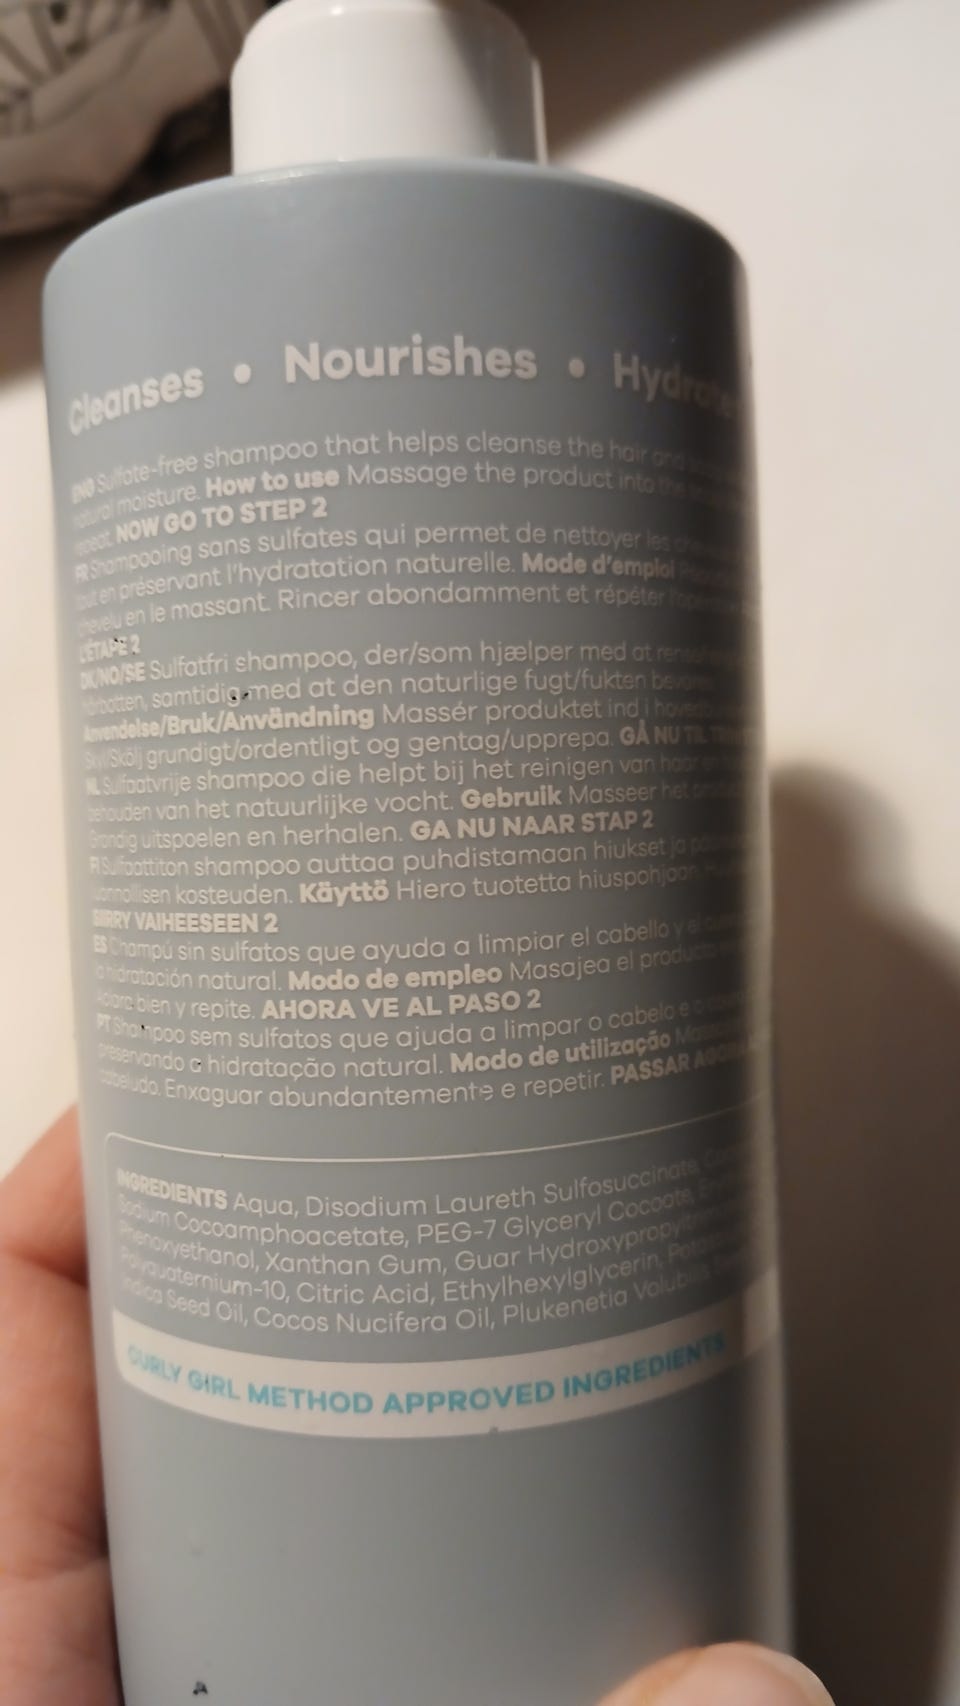 Cleanses • Nourishes •
ENG Sulfate-free shampoo that helps cleanse the hair and
natural moisture. How to use Massage the product into the
repeat. NOW GO TO STEP 2
FR Shampooing sans sulfates qui permet de nettoyer les
tout en préservant l'hydratation naturelle. Mode d'emploi
chevelu en le massant. Rincer abondamment et répéter
L'ÉTAPE 2
DK/NO/SE Sulfatfri shampoo, der/som hjælper med at
hårbotten, samtidig med at den naturlige fugt/fukten
Anvendelse/Bruk/Användning Massér produktet ind i
Skyl/Skölj grundigt/ordentligt og gentag/upprepa. GÅ NU TIL
NL Sulfaatvrije shampoo die helpt bij het reinigen van haar en
behouden van het natuurlijke vocht. Gebruik Masseer het
Grondig uitspoelen en herhalen. GA NU NAAR STAP 2
FI Sulfaattiton shampoo auttaa puhdistamaan hiukset ja
luonnollisen kosteuden. Käyttö Hiero tuotetta hiuspohjaan.
SIIRRY VAIHEESEEN 2
ES Champú sin sulfatos que ayuda a limpiar el cabello y el
la hidratación natural. Modo de empleo Masajea el producto
Aclara bien y repite. AHORA VE AL PASO 2
PT Shampoo sem sulfatos que ajuda a limpar o cabelo e o
preservando a hidratação natural. Modo de utilização
cabeludo. Enxaguar abundantemente e repetir. PASSAR
INGREDIENTS Aqua, Disodium Laureth Sulfosuccinate,
Sodium Cocoamphoacetate, PEG-7 Glyceryl Cocoate,
Phenoxyethanol, Xanthan Gum, Guar
Polyquaternium-10, Citric Acid, Ethylhexylglycerin,
Indica Seed Oil, Cocos Nucifera Oil, Plukenetia Volubilis
CURLY GIRL METHOD APPROVED INGREDIENTS